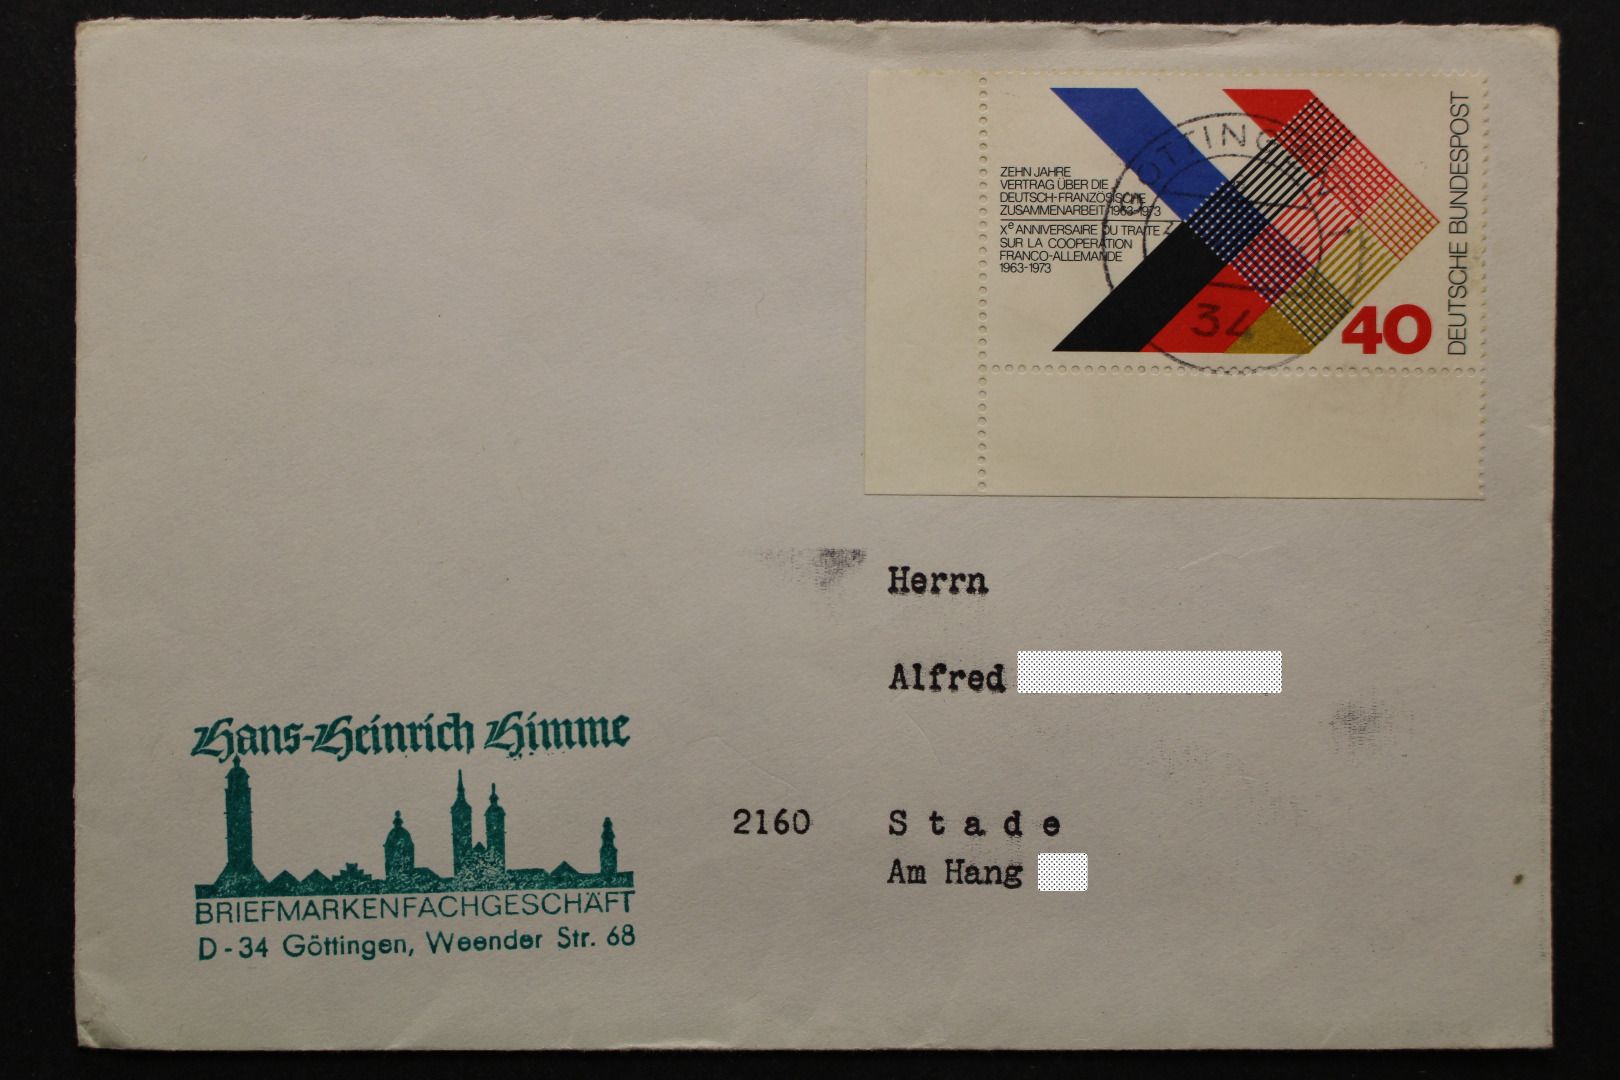 ZEHN JAHRE
VERTRAG ÜBER DIE
DEUTSCH-FRANZÖSISCHE
ZUSAMMENARBEIT 1963-1973
Xe ANNIVERSAIRE DU TRAITE
SUR LA COOPERATION
FRANCO-ALLEMANDE
1963-1973
40
DEUTSCHE BUNDESPOST
34
Herrn
Alfred
2160 Stade
Am Hang
Hans-Heinrich Himme
BRIEFMARKENFACHGESCHÄFT
D-34 Göttingen, Weender Str. 68